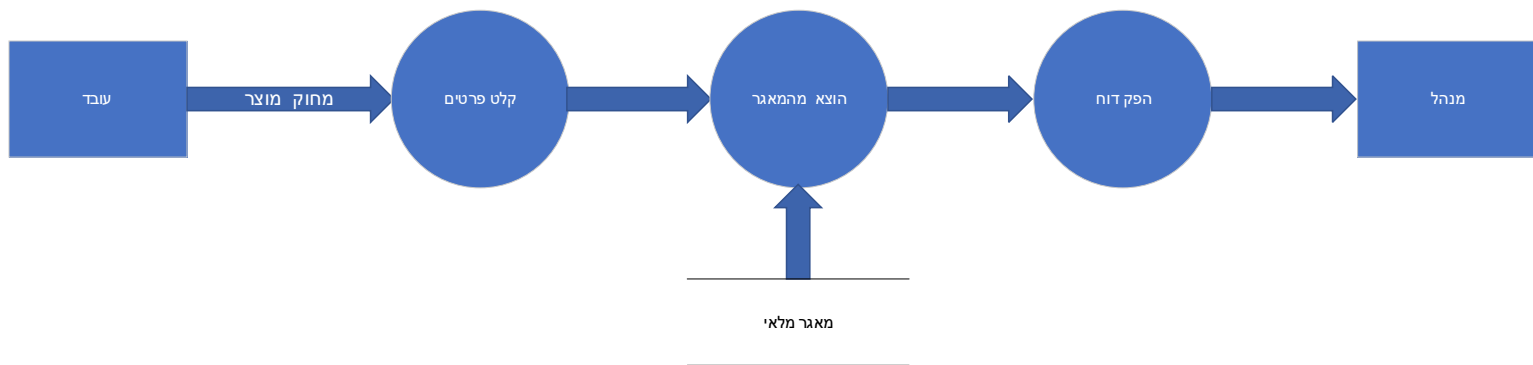 עובד
מחוק מוצר
קלט פרטים
הוצא מהמאגר
הפק דוח
מנהל
מאגר מלאי